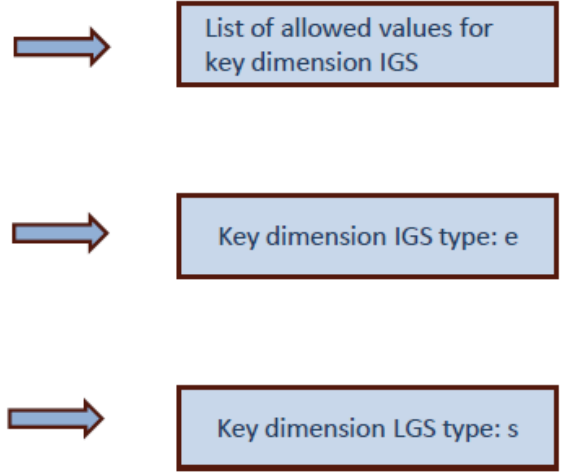 List of allowed values for
key dimension IGS
Key dimension IGS type: e
Key dimension LGS type: s